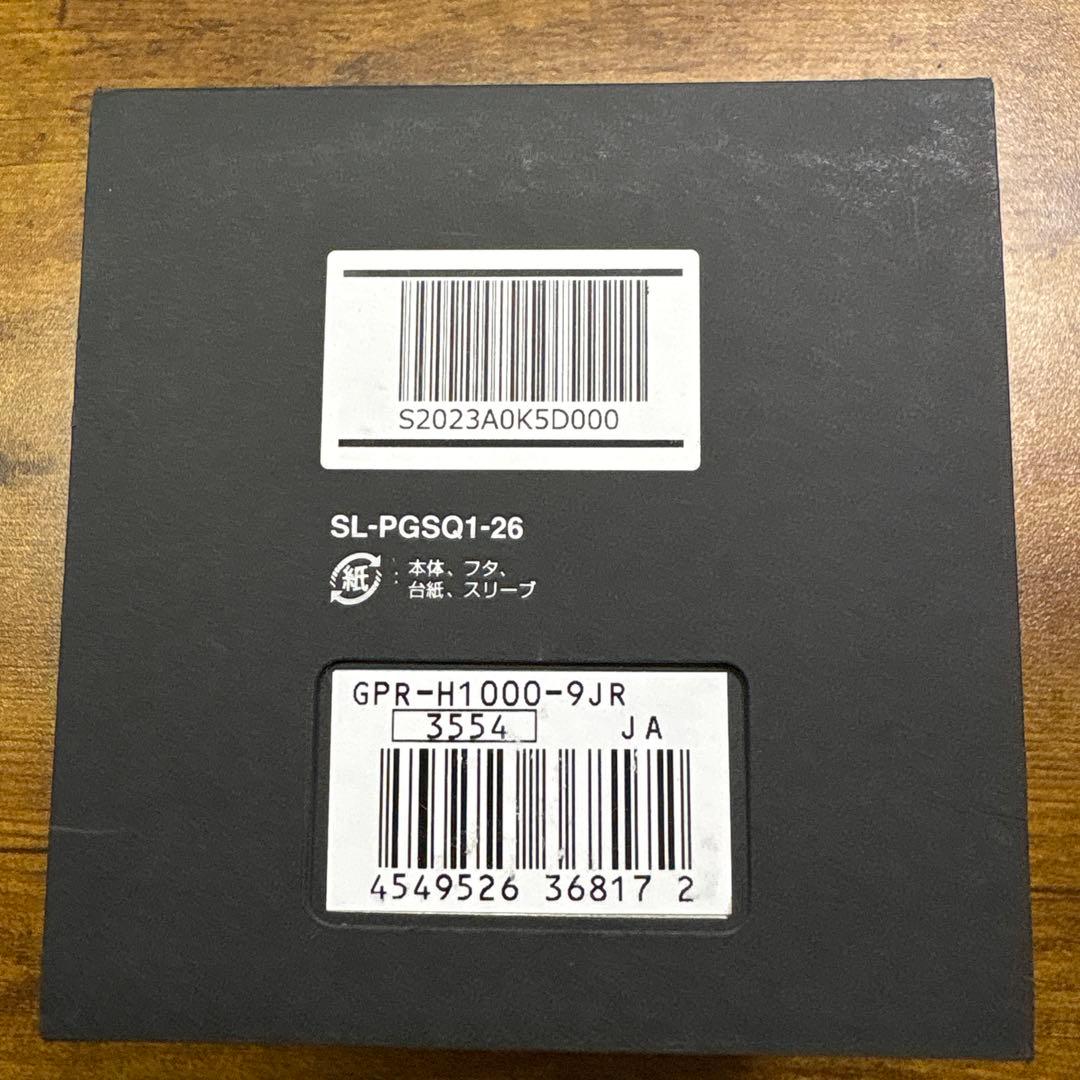 S2023A0K5D000
SL-PGSQ1-26
紙 : 本体、フタ、
台紙、スリーブ
GPR-H1000-9JR
3554 JA
4549526 36817 2